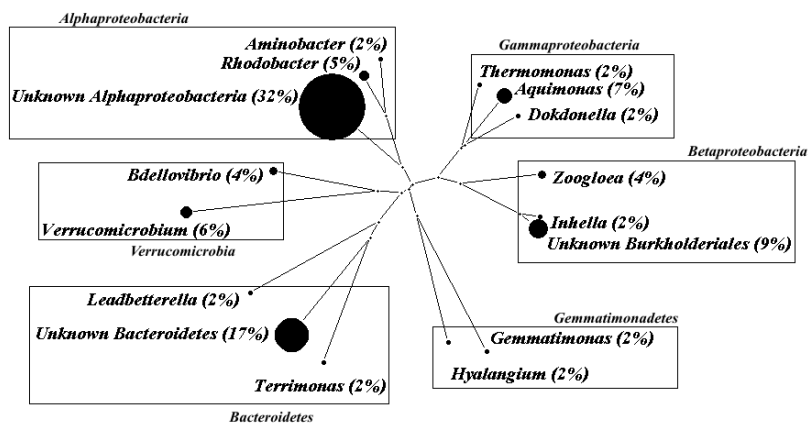 Alphaproteobacteria
Aminobacter (2%)
Rhodobacter (5%)
Unknown Alphaproteobacteria (32%)
Gammaproteobacteria
Thermomonas (2%)
Aquimonas (7%)
Dokdonella (2%)
Betaproteobacteria
Zoogloea (4%)
Inhella (2%)
Unknown Burkholderiales (9%)
Bdellovibrio (4%)
Verrucomicrobium (6%)
Verrucomicrobia
Leadbetterella (2%)
Unknown Bacteroidetes (17%)
Terrimonas (2%)
Bacteroidetes
Gemmatimonadetes
Gemmatimonas (2%)
Hyalangium (2%)